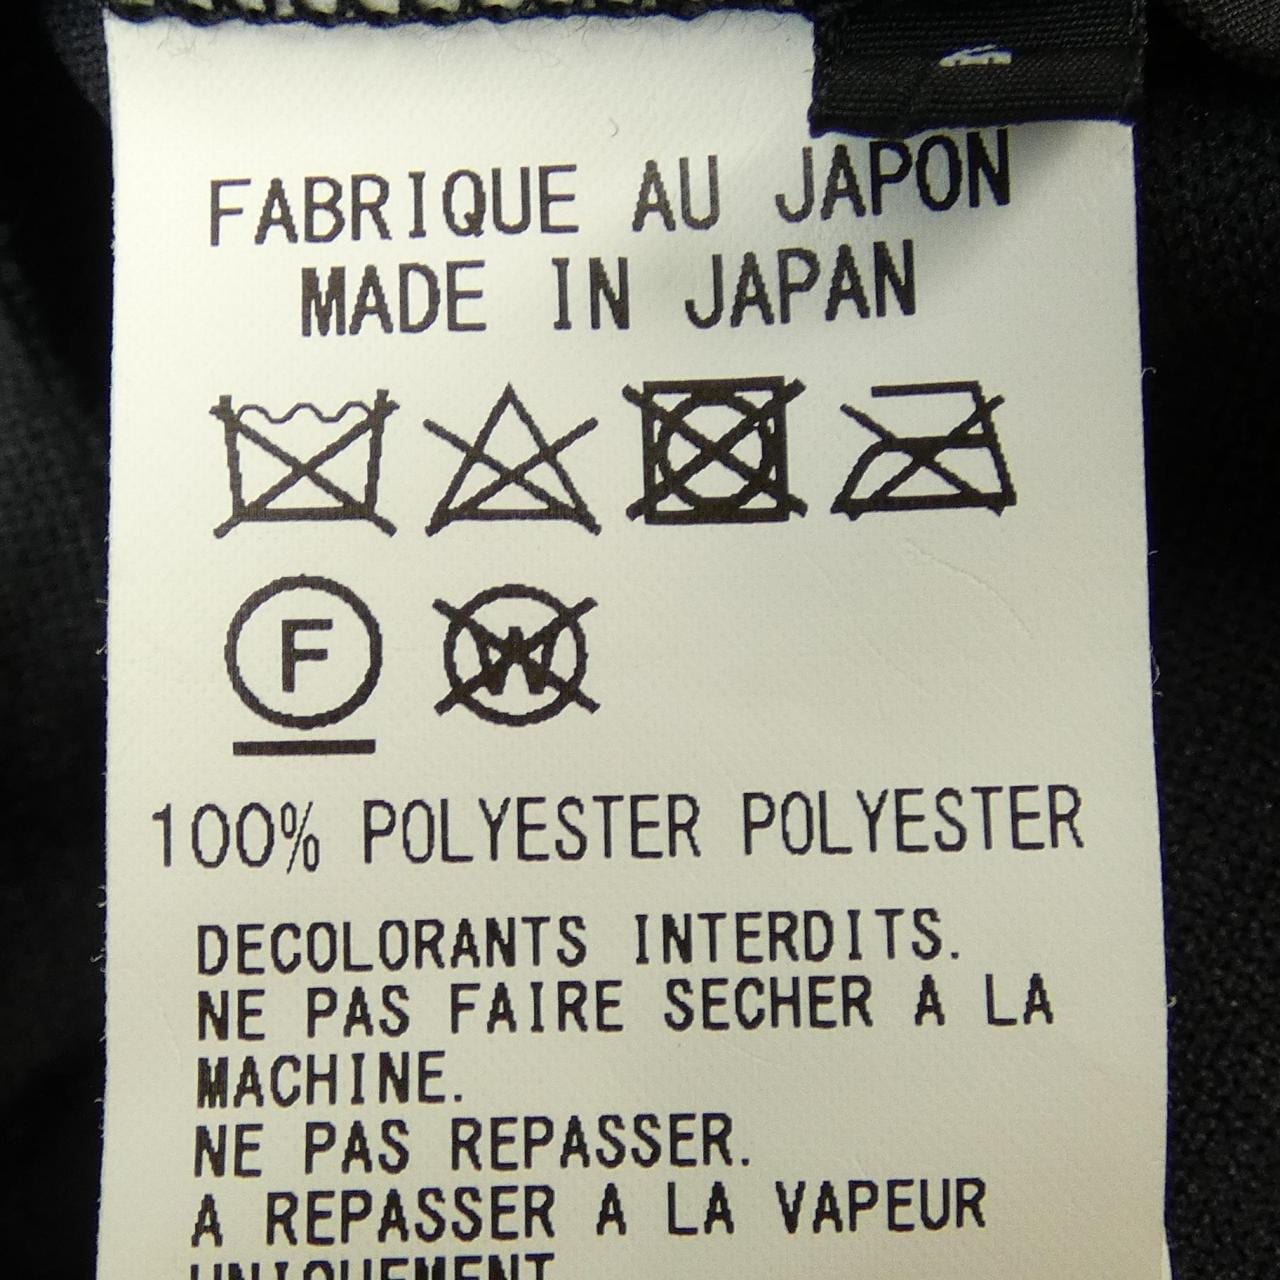 FABRIQUE AU JAPON
MADE IN JAPAN
F
W
100% POLYESTER POLYESTER
DECOLORANTS INTERDITS.
NE PAS FAIRE SECHER A LA
MACHINE.
NE PAS REPASSER.
A REPASSER A LA VAPEUR
UNIQUEMENT